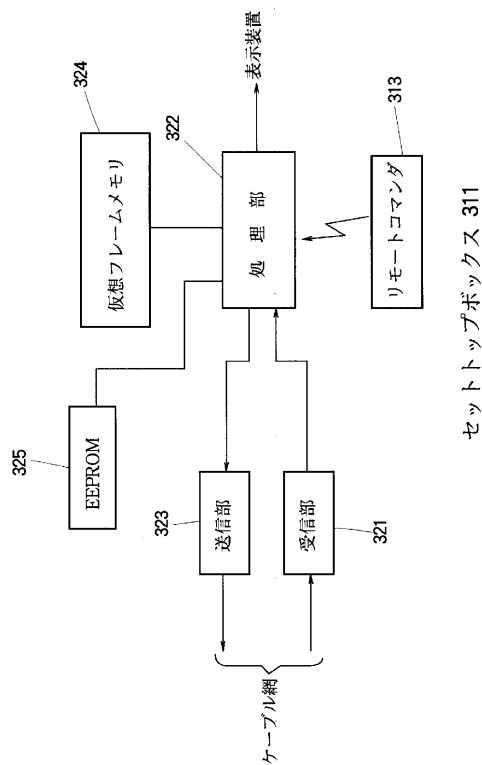 324
仮想フレームメモリ
325
EEPROM
322
処理部
表示装置
323
送信部
受信部
321
ケーブル網
リモートコマンダ
313
セットトップボックス 311